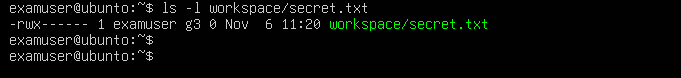 examuser@ubunto:~$ ls -l workspace/secret.txt
-rwx------ 1 examuser g3 0 Nov  6 11:20 workspace/secret.txt
examuser@ubunto:~$
examuser@ubunto:~$